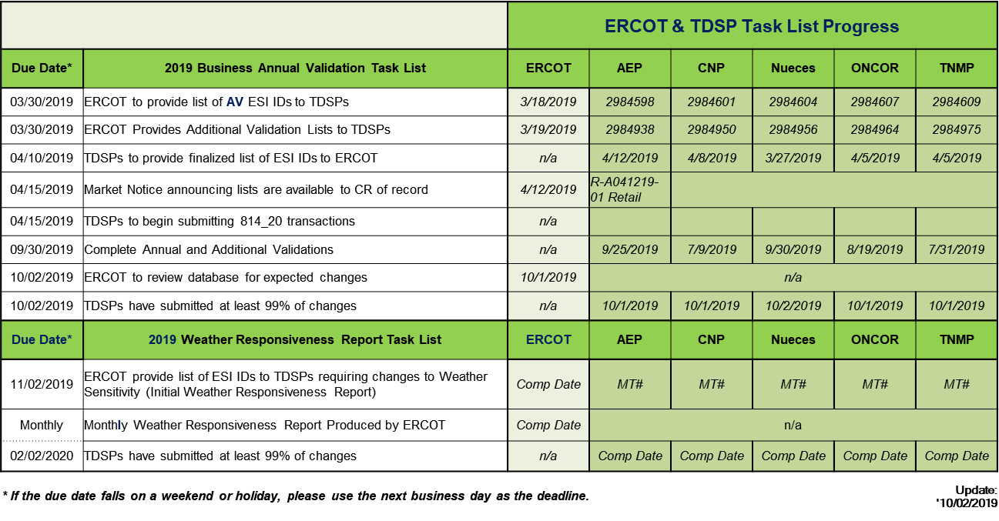 ERCOT & TDSP Task List Progress
Due Date* 2019 Business Annual Validation Task List ERCOT AEP CNP Nueces ONCOR TNMP
03/30/2019 ERCOT to provide list of AV ESI IDs to TDSPs 3/18/2019 2984598 2984601 2984604 2984607 2984609
03/30/2019 ERCOT Provides Additional Validation Lists to TDSPs 3/19/2019 2984938 2984950 2984956 2984964 2984975
04/10/2019 TDSPs to provide finalized list of ESI IDs to ERCOT n/a 4/12/2019 4/8/2019 3/27/2019 4/5/2019 4/5/2019
04/15/2019 Market Notice announcing lists are available to CR of record 4/12/2019 R-A041219-
01 Retail
04/15/2019 TDSPs to begin submitting 814_20 transactions n/a
09/30/2019 Complete Annual and Additional Validations n/a 9/25/2019 7/9/2019 9/30/2019 8/19/2019 7/31/2019
10/02/2019 ERCOT to review database for expected changes 10/1/2019 n/a
10/02/2019 TDSPs have submitted at least 99% of changes n/a 10/1/2019 10/1/2019 10/2/2019 10/1/2019 10/1/2019
Due Date* 2019 Weather Responsiveness Report Task List ERCOT AEP CNP Nueces ONCOR TNMP
11/02/2019 ERCOT provide list of ESI IDs to TDSPs requiring changes to Weather
Sensitivity (Initial Weather Responsiveness Report) Comp Date MT# MT# MT# MT# MT#
Monthly Monthly Weather Responsiveness Report Produced by ERCOT Comp Date n/a
02/02/2020 TDSPs have submitted at least 99% of changes n/a Comp Date Comp Date Comp Date Comp Date Comp Date
* If the due date falls on a weekend or holiday, please use the next business day as the deadline.
Update:
'10/02/2019